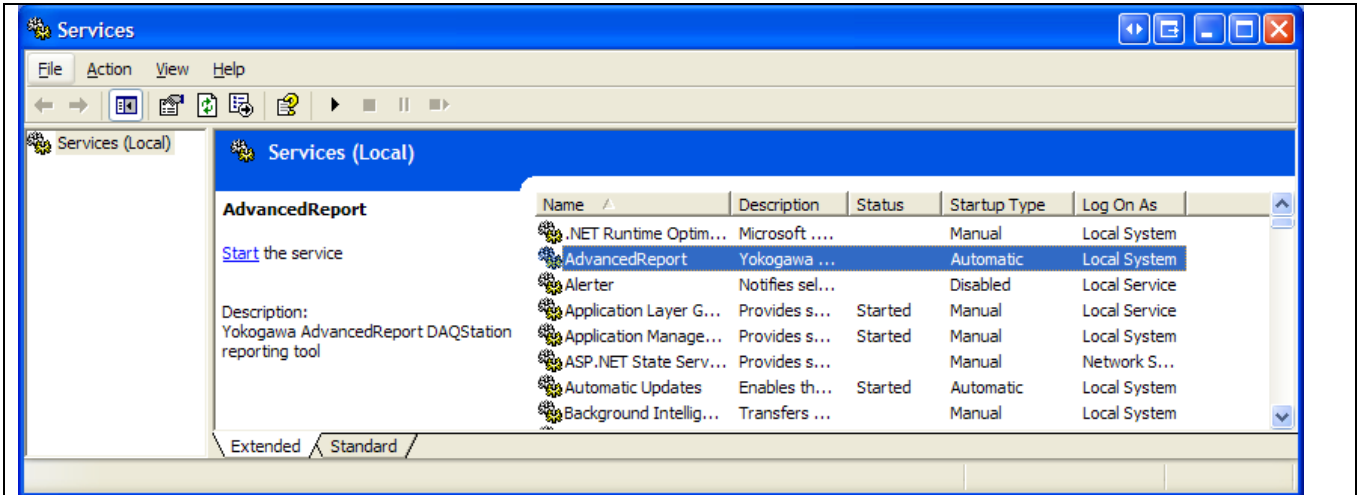 Services
File Action View Help
Services (Local)
Services (Local)
AdvancedReport
Start the service
Description:
Yokogawa AdvancedReport DAQStation
reporting tool
Name Description Status Startup Type Log On As
.NET Runtime Optim... Microsoft .... Manual Local System
AdvancedReport Yokogawa ... Automatic Local System
Alerter Notifies sel... Disabled Local Service
Application Layer G... Provides s... Started Manual Local Service
Application Manage... Provides s... Started Manual Local System
ASP.NET State Serv... Provides s... Manual Network S...
Automatic Updates Enables th... Started Automatic Local System
Background Intellig... Transfers ... Manual Local System
Extended Standard